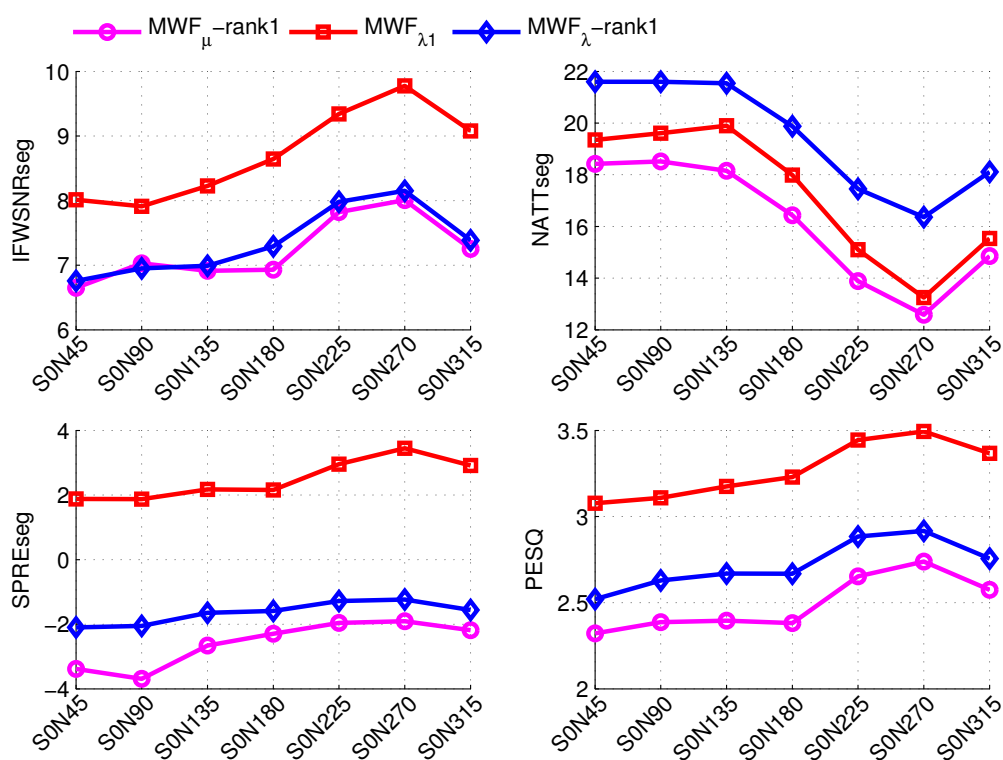 MWFμ−rank1 MWFλ1 MWFλ−rank1
IFWSNRseg
10
9
8
7
6
S0N45 S0N90 S0N135 S0N180 S0N225 S0N270 S0N315
NATTseg
22
20
18
16
14
12
S0N45 S0N90 S0N135 S0N180 S0N225 S0N270 S0N315
SPREseg
4
2
0
−2
−4
S0N45 S0N90 S0N135 S0N180 S0N225 S0N270 S0N315
PESQ
3.5
3
2.5
2
S0N45 S0N90 S0N135 S0N180 S0N225 S0N270 S0N315